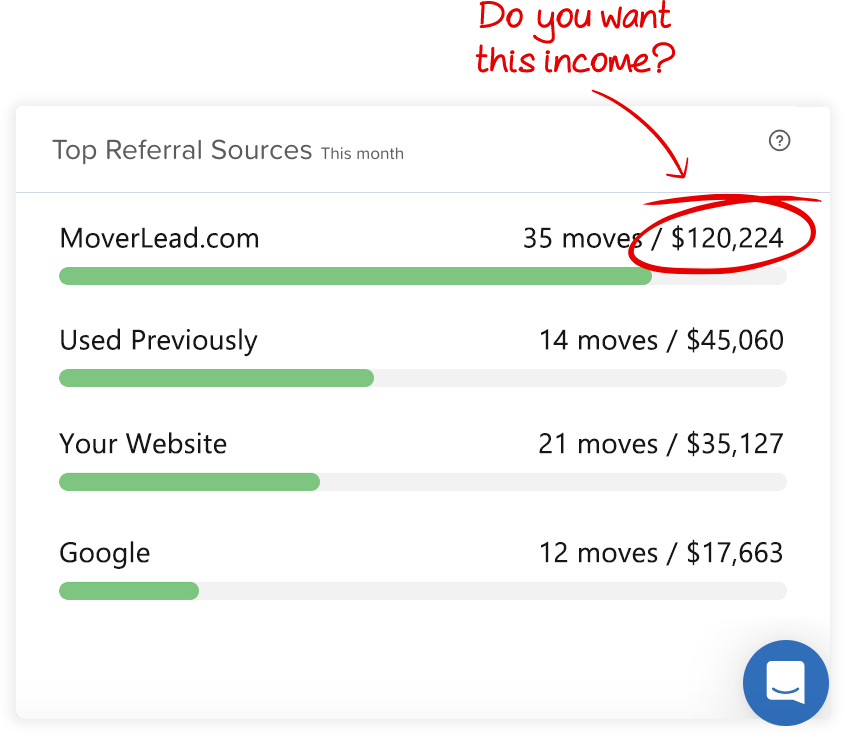 Do you want
this income?
Top Referral Sources This month
?
MoverLead.com 35 moves / $120,224
Used Previously 14 moves / $45,060
Your Website 21 moves / $35,127
Google 12 moves / $17,663